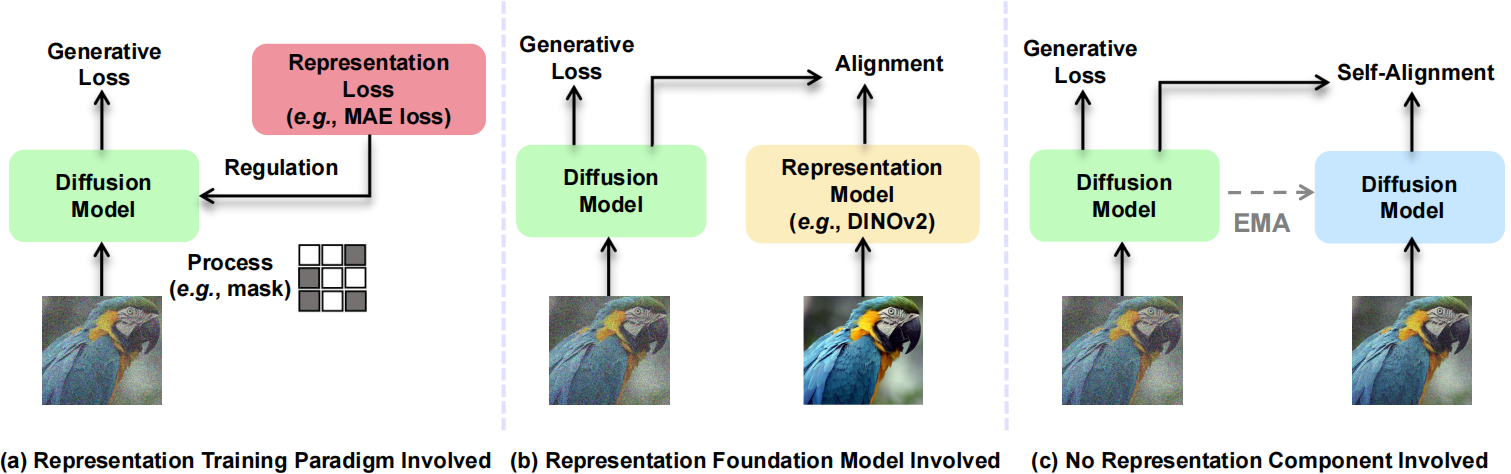 Generative
Loss
Representation
Loss
(e.g., MAE loss)
Regulation
Diffusion
Model
Process
(e.g., mask)
(a) Representation Training Paradigm Involved
Generative
Loss
Alignment
Diffusion
Model
Representation
Model
(e.g., DINOv2)
(b) Representation Foundation Model Involved
Generative
Loss
Self-Alignment
Diffusion
Model
EMA
Diffusion
Model
(c) No Representation Component Involved